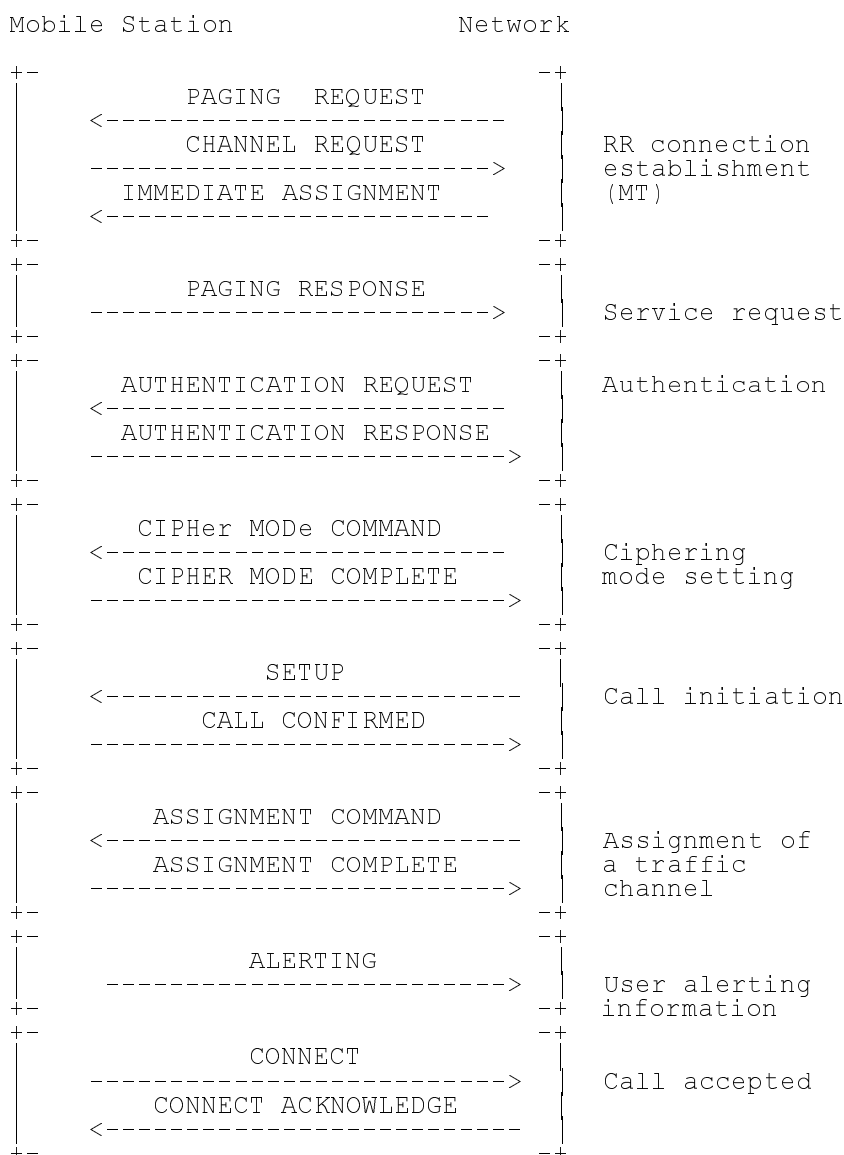 Mobile Station Network
PAGING REQUEST
CHANNEL REQUEST RR connection
establishment
IMMEDIATE ASSIGNMENT (MT)
PAGING RESPONSE
Service request
AUTHENTICATION REQUEST Authentication
AUTHENTICATION RESPONSE
CIPHer MODe COMMAND
Ciphering
CIPHER MODE COMPLETE mode setting
SETUP
Call initiation
CALL CONFIRMED
ASSIGNMENT COMMAND
Assignment of
ASSIGNMENT COMPLETE a traffic
channel
ALERTING
User alerting
information
CONNECT
Call accepted
CONNECT ACKNOWLEDGE